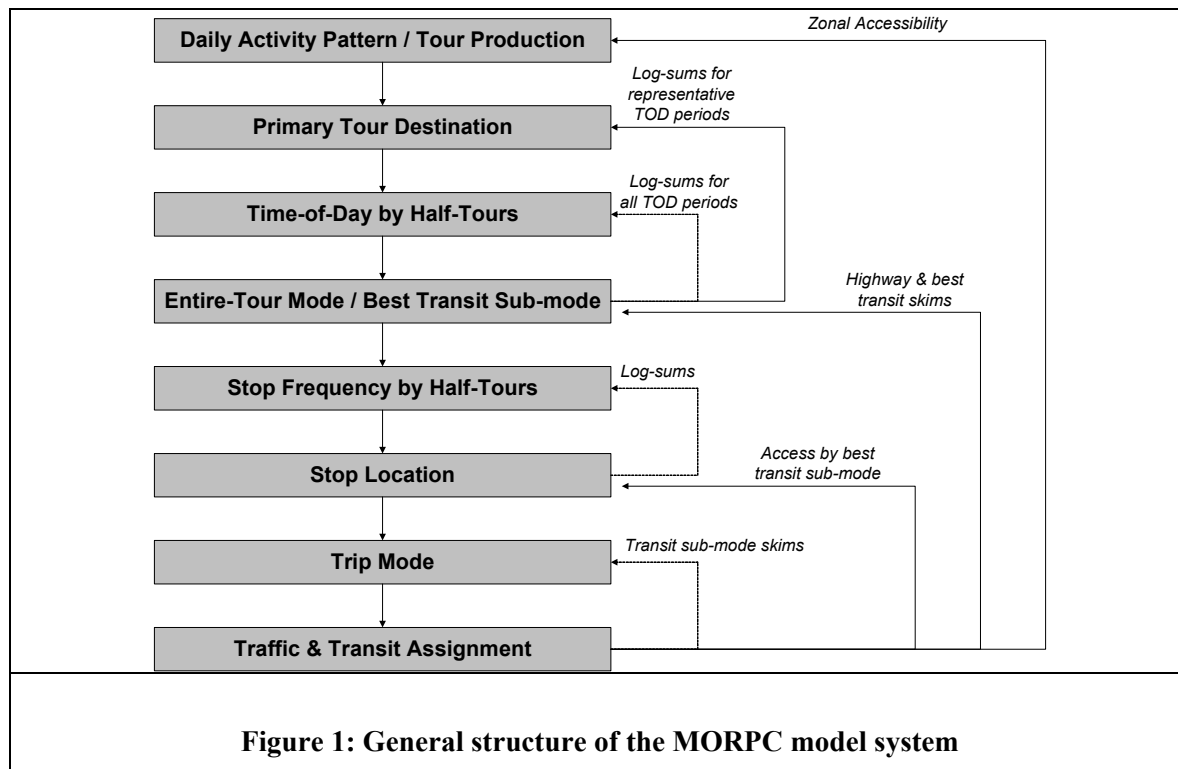 Zonal Accessibility
Daily Activity Pattern / Tour Production
Log-sums for
representative
TOD periods
Primary Tour Destination
Log-sums for
all TOD periods
Time-of-Day by Half-Tours
Highway & best
transit skims
Entire-Tour Mode / Best Transit Sub-mode
Log-sums
Stop Frequency by Half-Tours
Access by best
transit sub-mode
Stop Location
Transit sub-mode skims
Trip Mode
Traffic & Transit Assignment
Figure 1: General structure of the MORPC model system